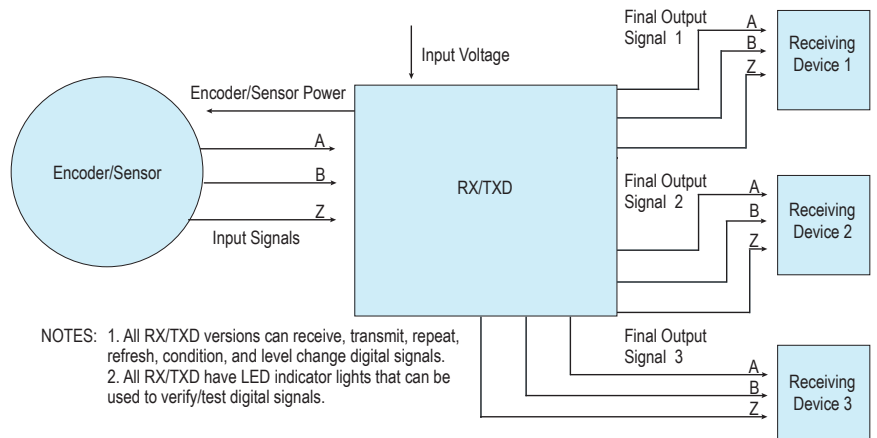 Final Output
Signal 1
A
B
Z
Receiving
Device 1
Input Voltage
Encoder/Sensor Power
Encoder/Sensor
A
B
Z
Input Signals
RX/TXD
Final Output
Signal 2
A
B
Z
Receiving
Device 2
NOTES: 1. All RX/TXD versions can receive, transmit, repeat,
refresh, condition, and level change digital signals.
2. All RX/TXD have LED indicator lights that can be
used to verify/test digital signals.
Final Output
Signal 3
A
B
Z
Receiving
Device 3